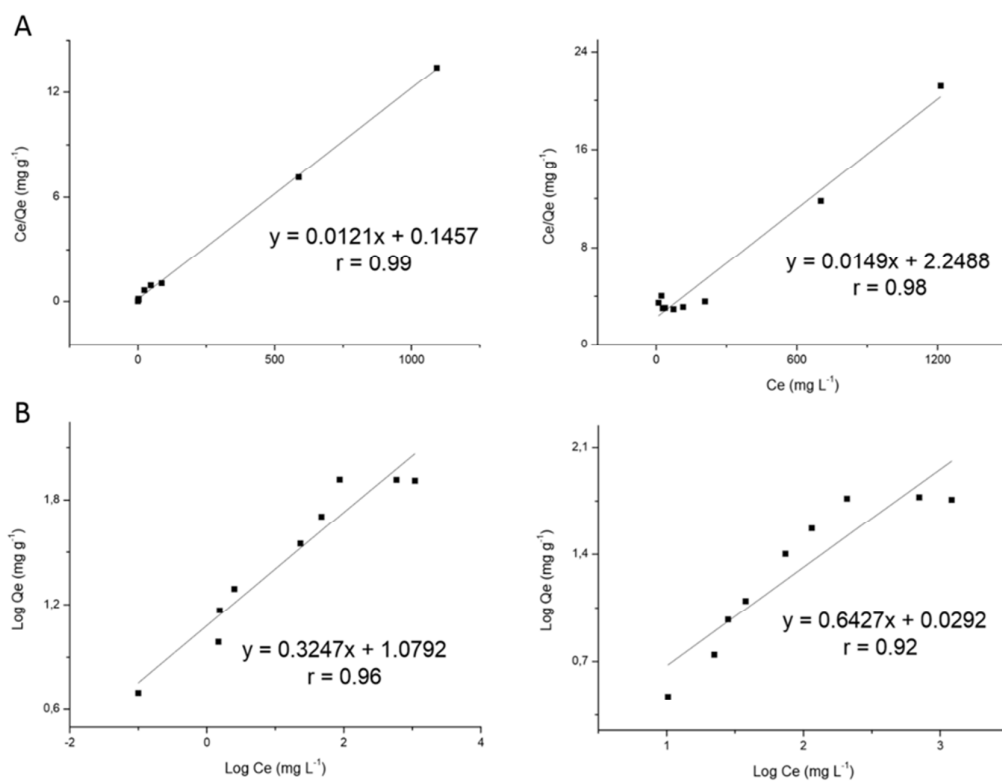 A
12
6
0
Ce/Qe (mg g⁻¹)
y = 0.0121x + 0.1457
r = 0.99
0
500
1000
24
16
8
0
Ce/Qe (mg g⁻¹)
y = 0.0149x + 2.2488
r = 0.98
0
600
1200
Ce (mg L⁻¹)
B
1,8
1,2
0,6
Log Qe (mg g⁻¹)
y = 0.3247x + 1.0792
r = 0.96
-2
0
2
4
Log Ce (mg L⁻¹)
2,1
1,4
0,7
Log Qe (mg g⁻¹)
y = 0.6427x + 0.0292
r = 0.92
1
2
3
Log Ce (mg L⁻¹)